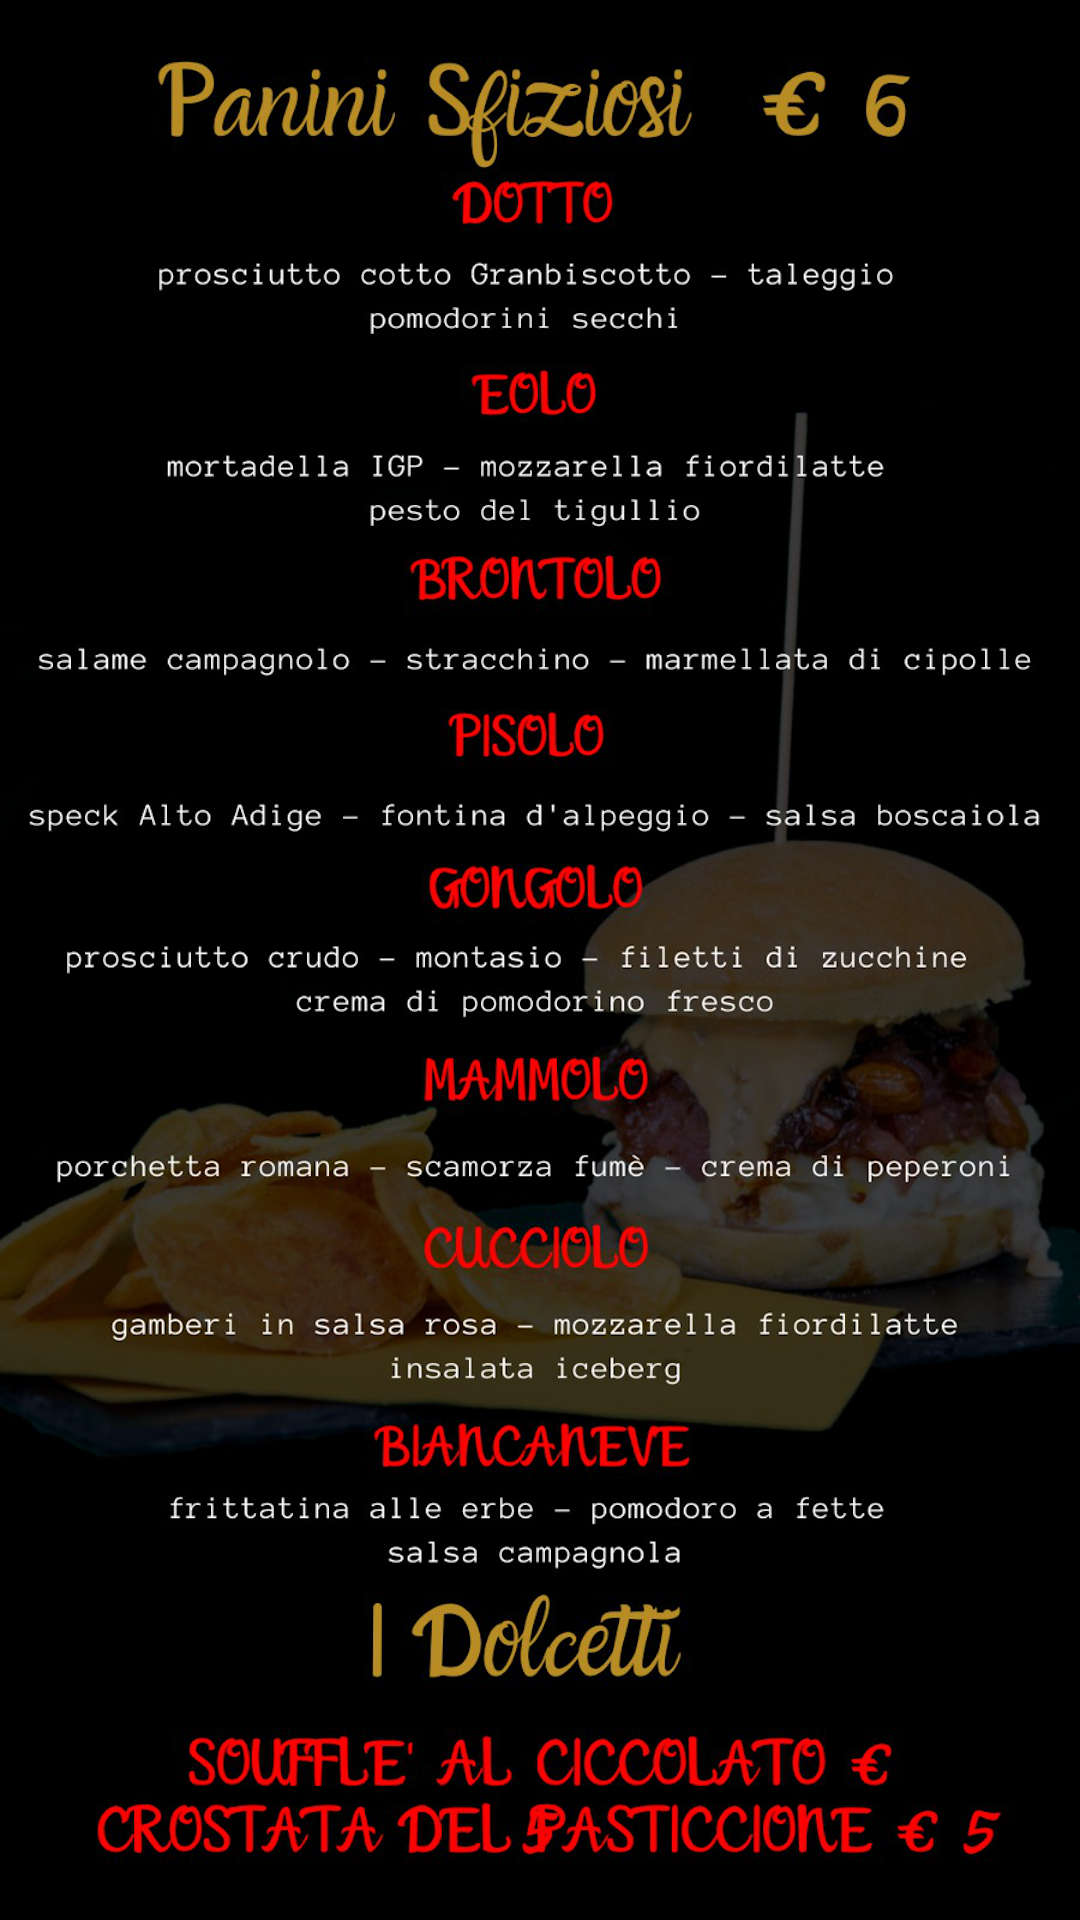 Panini Sfiziosi € 6
DOTTO
prosciutto cotto Granbiscotto - taleggio
pomodorini secchi
EOLO
mortadella IGP - mozzarella fiordilatte
pesto del tigullio
BRONTOLO
salame campagnolo - stracchino - marmellata di cipolle
PISOLO
speck Alto Adige - fontina d'alpeggio - salsa boscaiola
GONGOLO
prosciutto crudo - montasio - filetti di zucchine
crema di pomodorino fresco
MAMMOLO
porchetta romana - scamorza fumè - crema di peperoni
CUCCIOLO
gamberi in salsa rosa - mozzarella fiordilatte
insalata iceberg
BIANCANEVE
frittatina alle erbe - pomodoro a fette
salsa campagnola
I Dolcetti
SOUFFLE' AL CICCOLATO €
CROSTATA DEL PASTICCIONE € 5